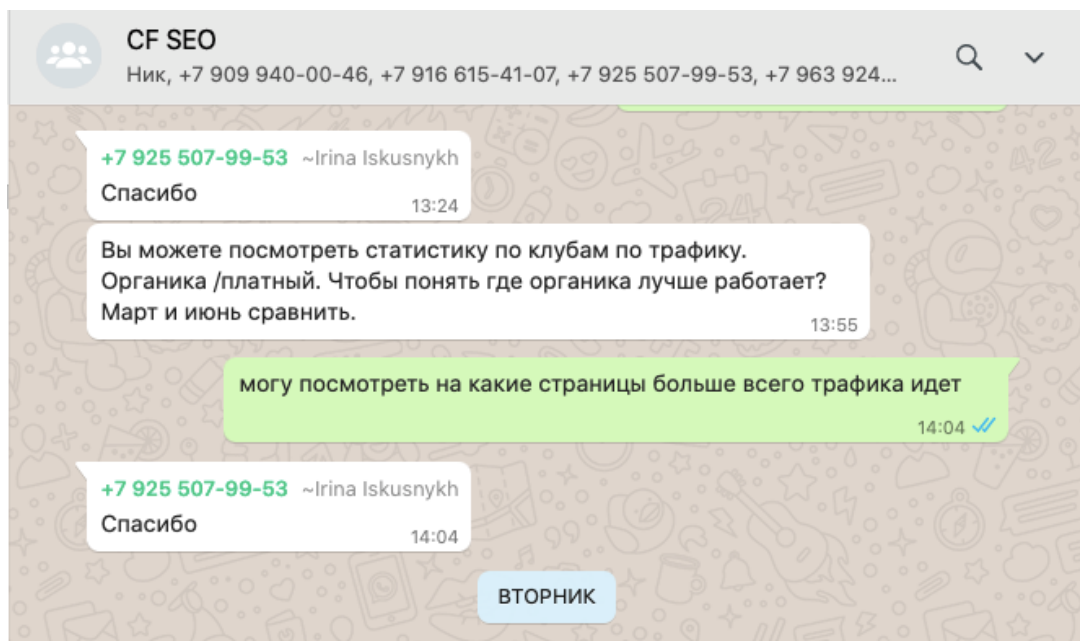 CF SEO
Ник, +7 909 940-00-46, +7 916 615-41-07, +7 925 507-99-53, +7 963 924...
+7 925 507-99-53 ~Irina Iskusnykh
Спасибо
13:24
Вы можете посмотреть статистику по клубам по трафику.
Органика /платный. Чтобы понять где органика лучше работает?
Март и июнь сравнить.
13:55
могу посмотреть на какие страницы больше всего трафика идет
14:04
+7 925 507-99-53 ~Irina Iskusnykh
Спасибо
14:04
ВТОРНИК